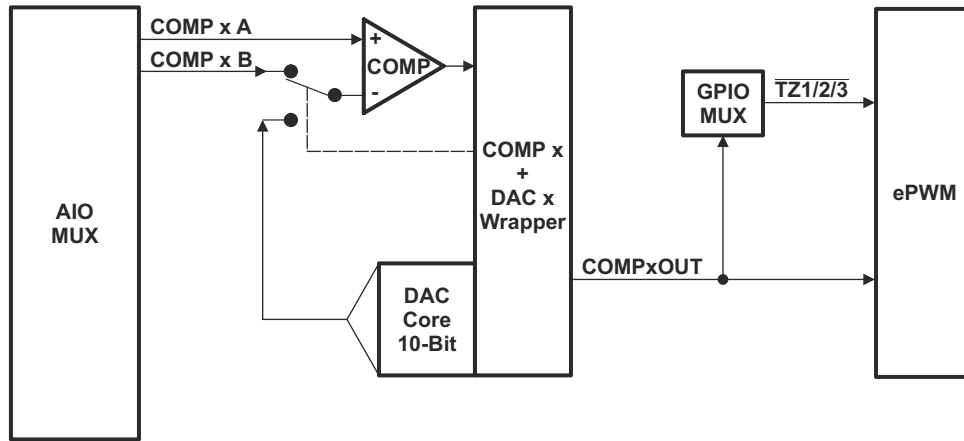 COMP x A
COMP x B
+
COMP
-
AIO
MUX
COMP x
+
DAC x
Wrapper
GPIO
MUX
TZ1/2/3
ePWM
COMPxOUT
DAC
Core
10-Bit